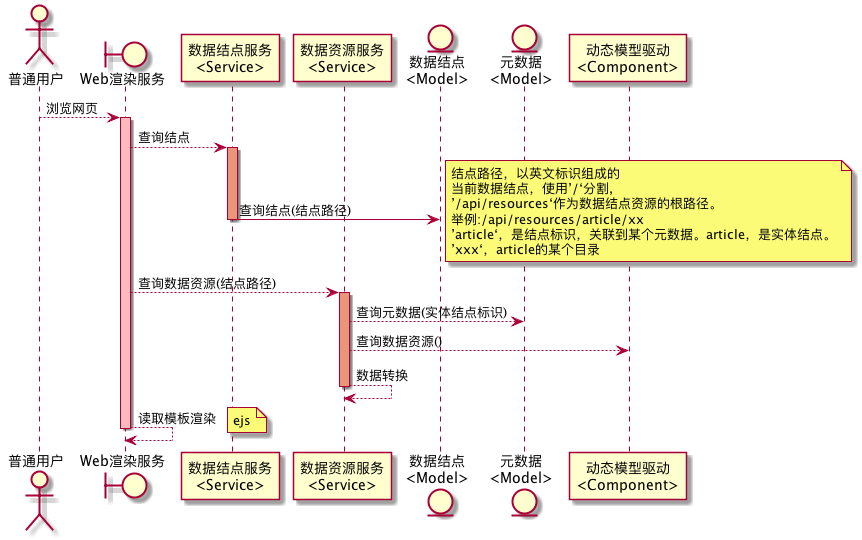 普通用户
Web渲染服务
数据结点服务
<Service>
数据资源服务
<Service>
数据结点
<Model>
元数据
<Model>
动态模型驱动
<Component>
浏览网页
查询结点
结点路径，以英文标识组成的
当前数据结点，使用'/‘分割，
’/api/resources‘作为数据结点资源的根路径。
举例:/api/resources/article/xx
’article‘，是结点标识，关联到某个元数据。article，是实体结点。
’xxx‘，article的某个目录
查询结点(结点路径)
查询数据资源(结点路径)
查询元数据(实体结点标识)
查询数据资源()
数据转换
读取模板渲染
ejs
普通用户
Web渲染服务
数据结点服务
<Service>
数据资源服务
<Service>
数据结点
<Model>
元数据
<Model>
动态模型驱动
<Component>